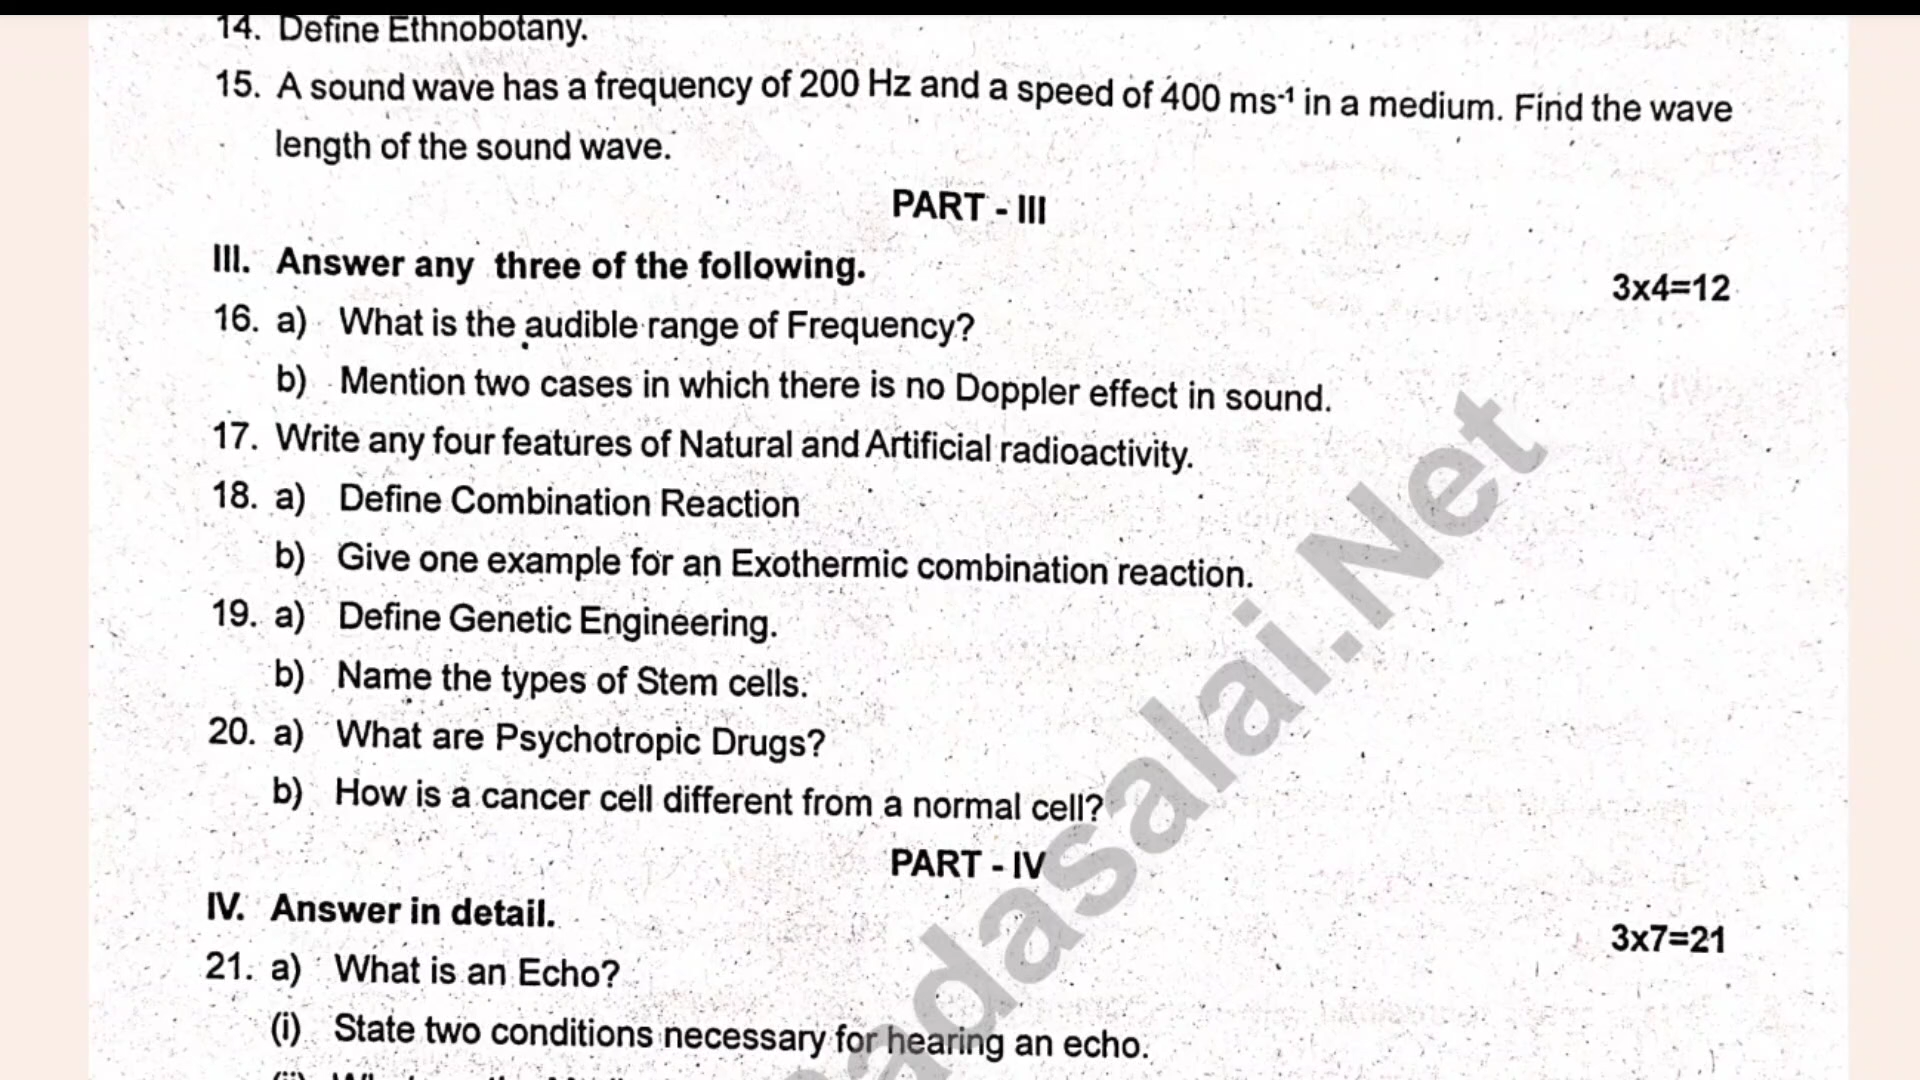 14. Define Ethnobotany.
15. A sound wave has a frequency of 200 Hz and a speed of 400 ms⁻¹ in a medium. Find the wave
length of the sound wave.
PART - III
III. Answer any three of the following. 3x4=12
16. a) What is the audible range of Frequency?
b) Mention two cases in which there is no Doppler effect in sound.
17. Write any four features of Natural and Artificial radioactivity.
18. a) Define Combination Reaction
b) Give one example for an Exothermic combination reaction.
19. a) Define Genetic Engineering.
b) Name the types of Stem cells.
20. a) What are Psychotropic Drugs?
b) How is a cancer cell different from a normal cell?
PART - IV
IV. Answer in detail. 3x7=21
21. a) What is an Echo?
(i) State two conditions necessary for hearing an echo.
adasalai.Net